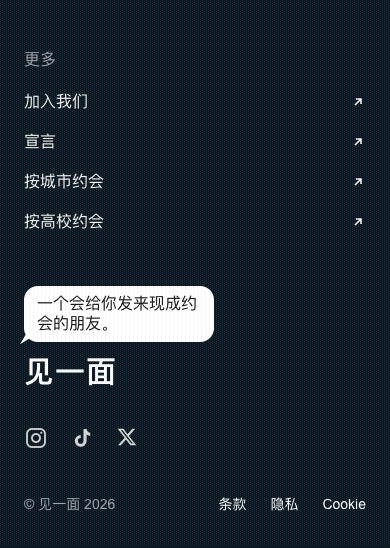 更多
加入我们
宣言
按城市约会
按高校约会
一个会给你发来现成约
会的朋友。
见一面
© 见一面 2026
条款 隐私 Cookie